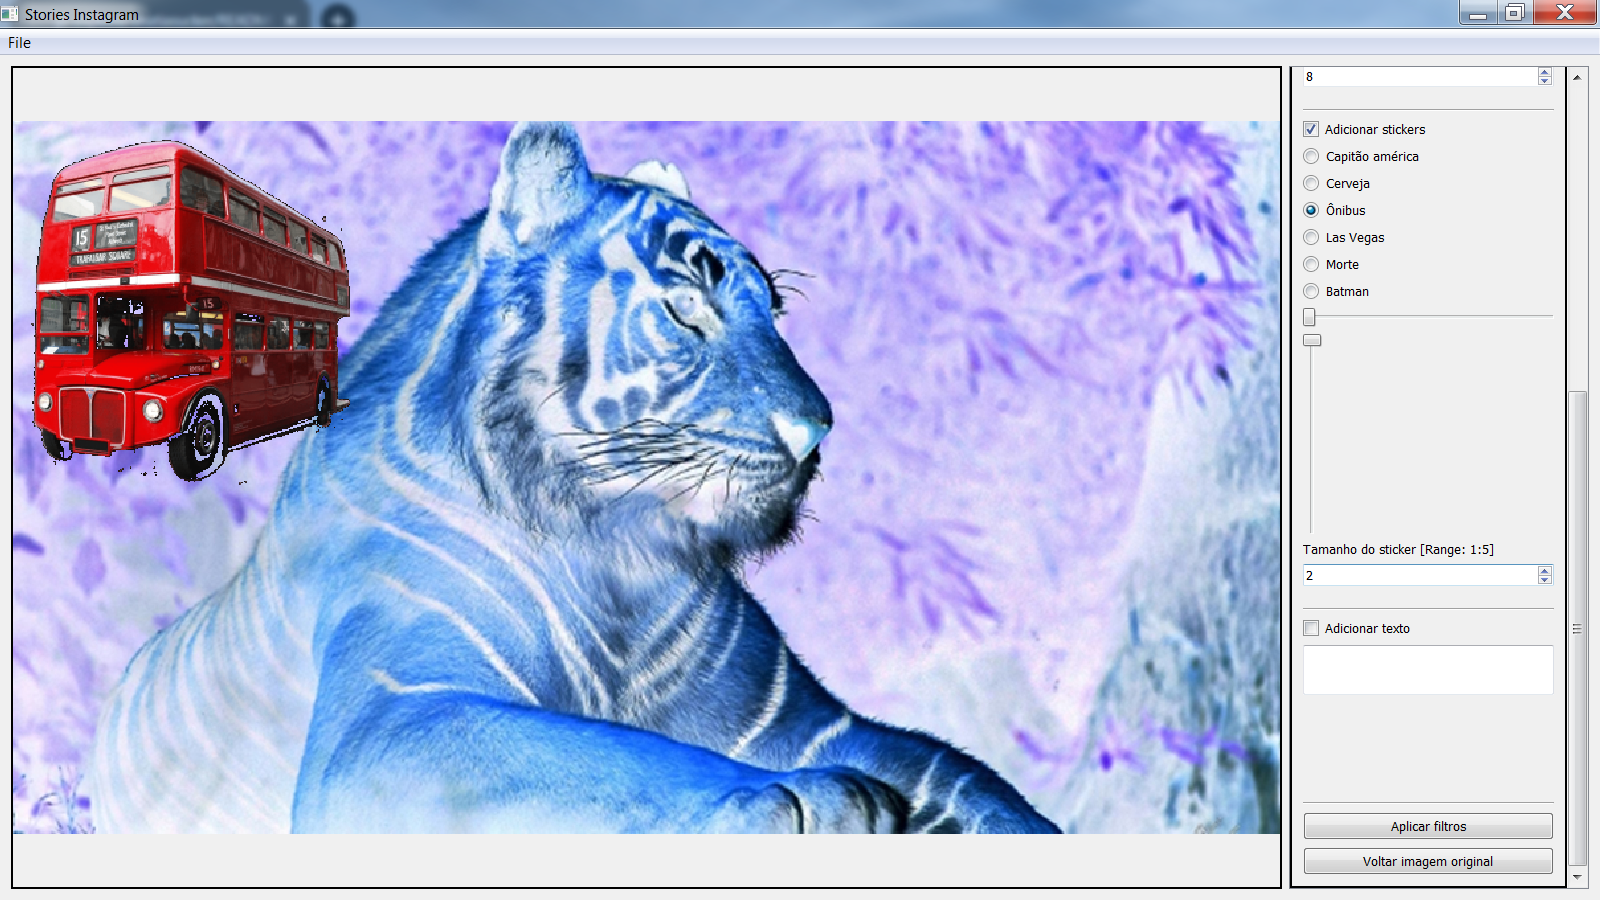 Stories Instagram
File
8
Adicionar stickers
Capitão américa
Cerveja
Ônibus
Las Vegas
Morte
Batman
Tamanho do sticker [Range: 1:5]
2
Adicionar texto
Aplicar filtros
Voltar imagem original
15
TRAFALGAR SQUARE
15